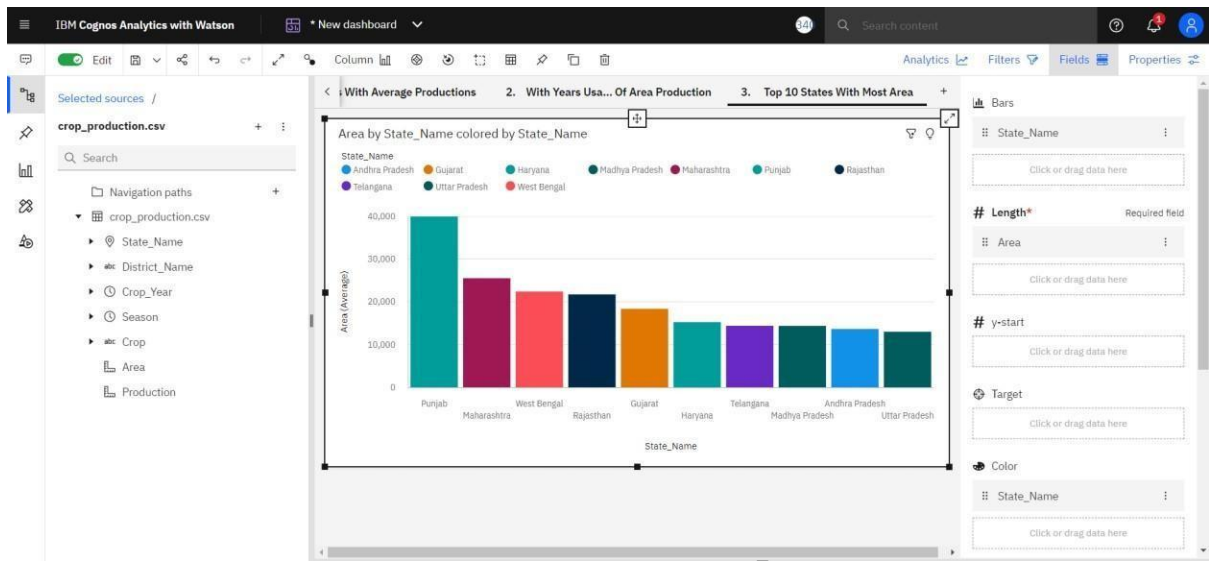 IBM Cognos Analytics with Watson
* New dashboard
Search content
1
Edit
Column
Analytics
Filters
Fields
Properties
Selected sources /
crop_production.csv
Search
Navigation paths
crop_production.csv
State_Name
abc District_Name
Crop_Year
Season
abc Crop
Area
Production
With Average Productions
2. With Years Usa... Of Area Production
3. Top 10 States With Most Area
Area by State_Name colored by State_Name
State_Name
Andhra Pradesh Gujarat Haryana Madhya Pradesh Maharashtra Punjab Rajasthan
Telangana Uttar Pradesh West Bengal
Area (Average)
40,000
30,000
20,000
10,000
0
Punjab West Bengal Gujarat Telangana Andhra Pradesh
Maharashtra Rajasthan Haryana Madhya Pradesh Uttar Pradesh
State_Name
Bars
State_Name
Click or drag data here
# Length* Required field
Area
Click or drag data here
# y-start
Click or drag data here
Target
Click or drag data here
Color
State_Name
Click or drag data here